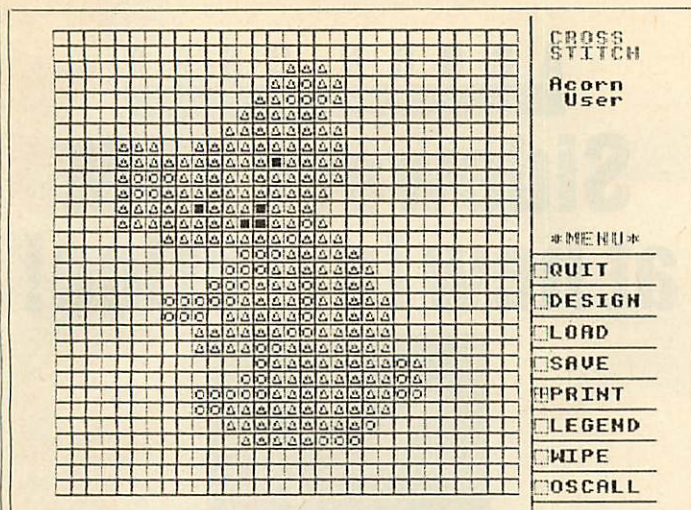 CROSS
STITCH
Acorn
User
*MENU*
QUIT
DESIGN
LOAD
SAVE
PRINT
LEGEND
WIPE
OSCALL